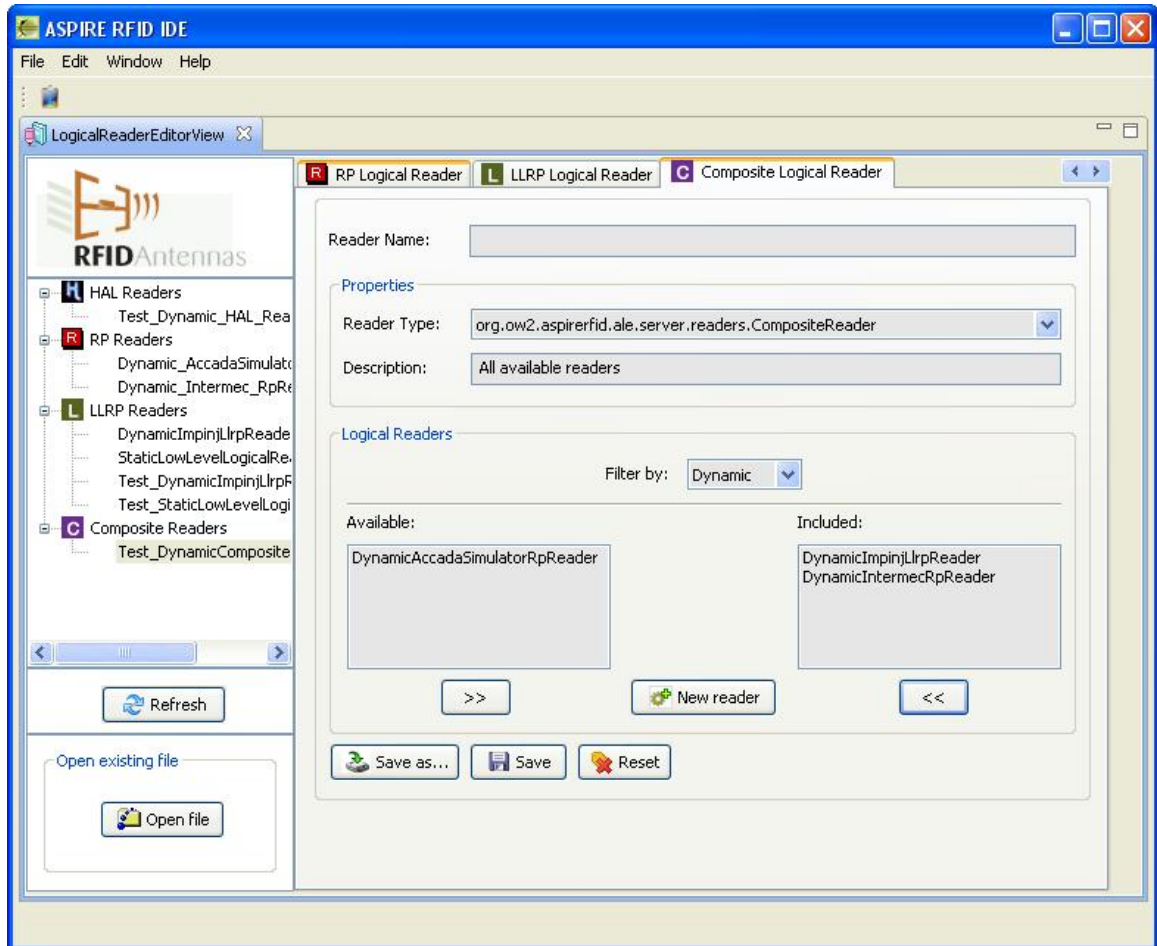 ASPIRE RFID IDE
File Edit Window Help
LogicalReaderEditorView
RFIDAntennas
HAL Readers
Test_Dynamic_HAL_Rea
RP Readers
Dynamic_AccadaSimulato
Dynamic_Intermec_RpRe
LLRP Readers
DynamicImpinjLlrpReade
StaticLowLevelLogicalRe
Test_DynamicImpinjLlrpR
Test_StaticLowLevelLogi
Composite Readers
Test_DynamicComposite
Refresh
Open existing file
Open file
R RP Logical Reader L LLRP Logical Reader C Composite Logical Reader
Reader Name:
Properties
Reader Type: org.ow2.aspirerfid.ale.server.readers.CompositeReader
Description: All available readers
Logical Readers
Filter by: Dynamic
Available: Included:
DynamicAccadaSimulatorRpReader DynamicImpinjLlrpReader
DynamicIntermecRpReader
>> New reader <<
Save as... Save Reset